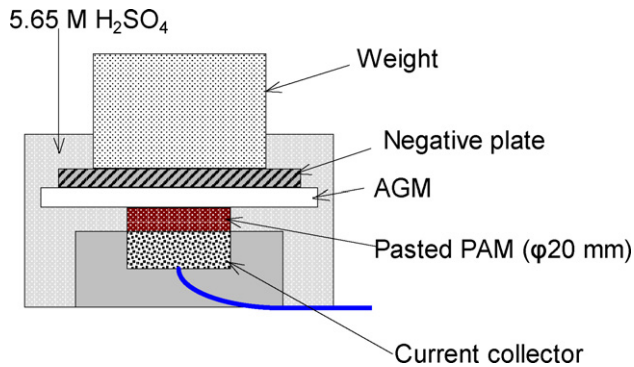 5.65 M H₂SO₄
Weight
Negative plate
AGM
Pasted PAM (φ20 mm)
Current collector